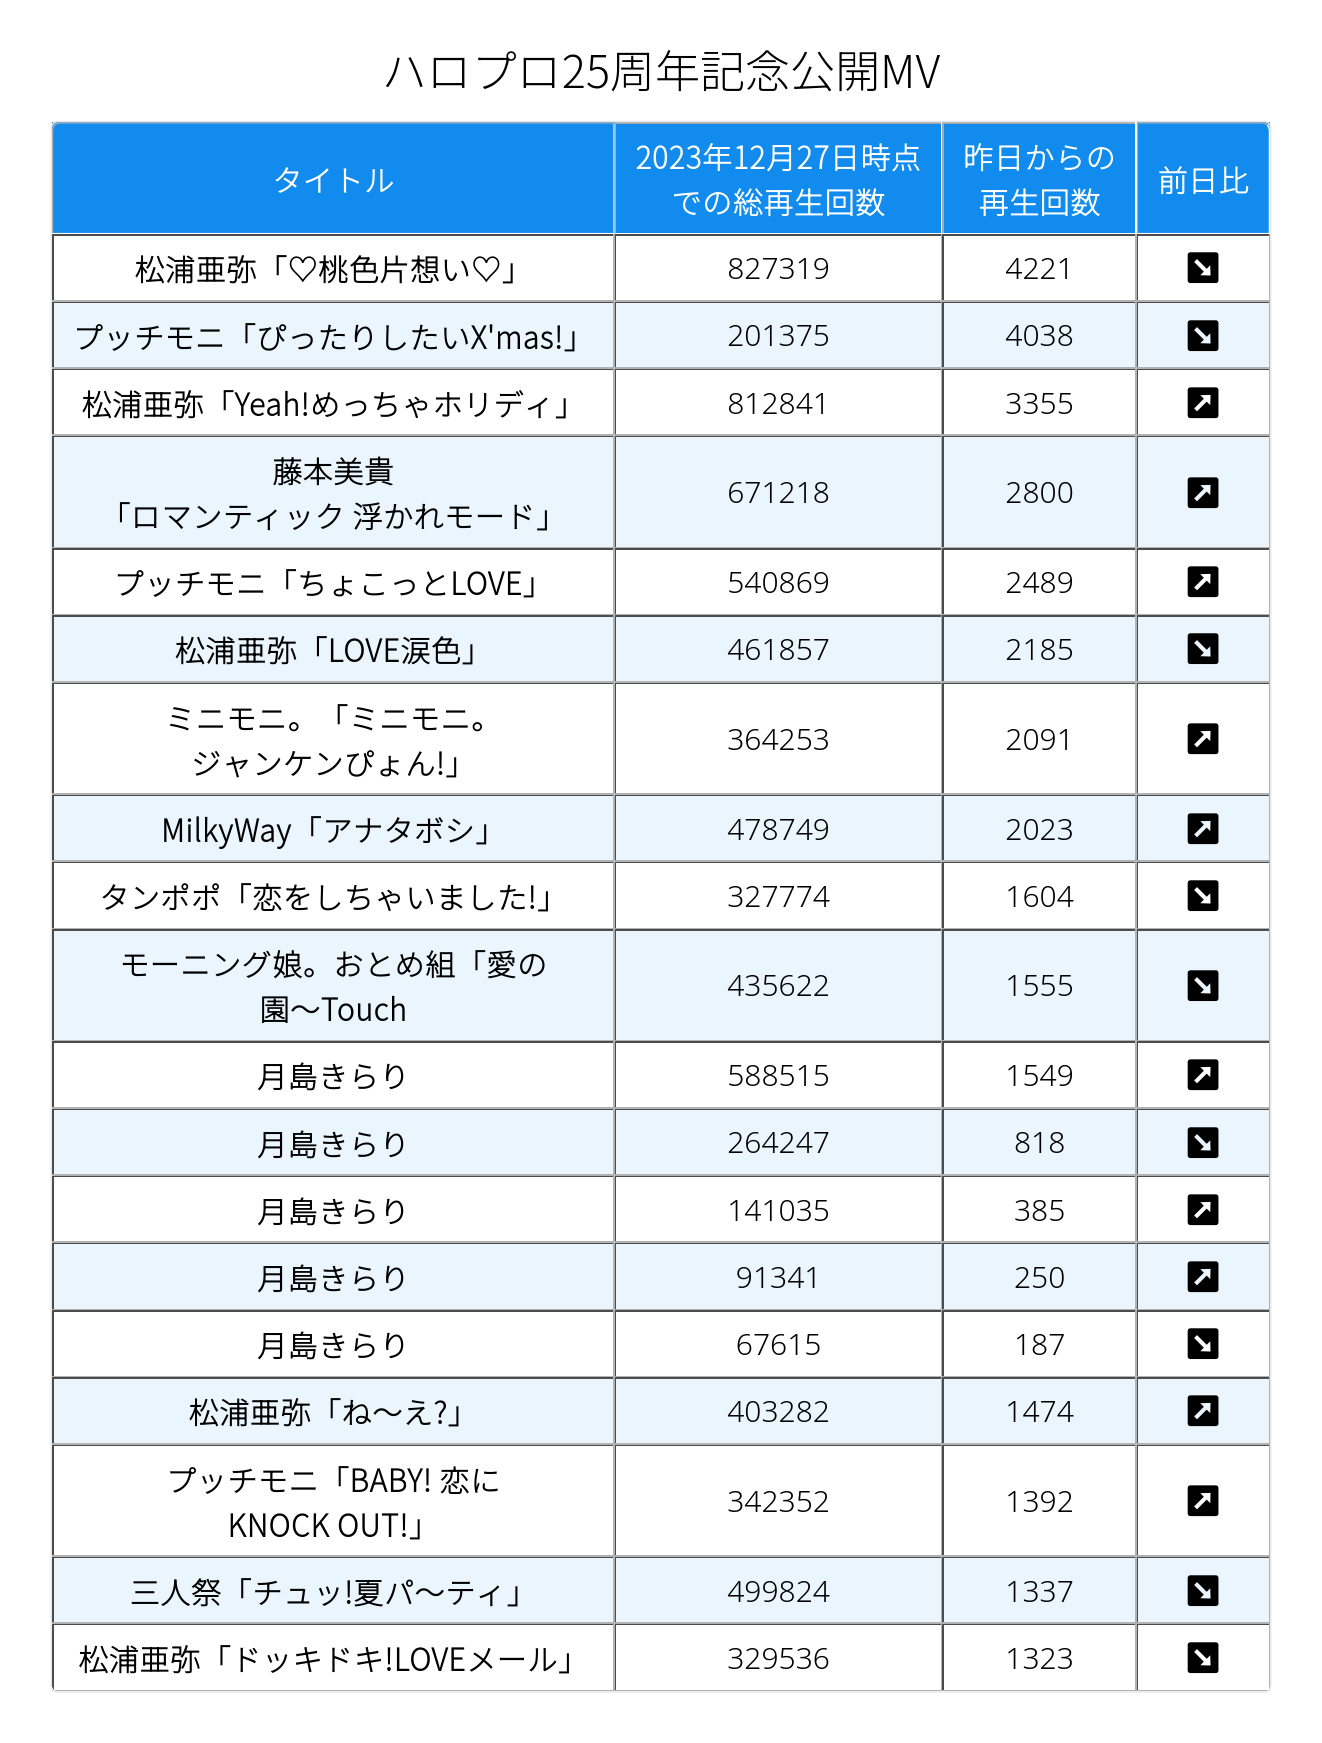 ハロプロ25周年記念公開MV
タイトル
2023年12月27日時点
での総再生回数
昨日からの
再生回数
前日比
松浦亜弥「♡桃色片想い♡」 827319 4221 ↘
プッチモニ「ぴったりしたいX'mas!」 201375 4038 ↘
松浦亜弥「Yeah!めっちゃホリディ」 812841 3355 ↗
藤本美貴
「ロマンティック 浮かれモード」 671218 2800 ↗
プッチモニ「ちょこっとLOVE」 540869 2489 ↗
松浦亜弥「LOVE涙色」 461857 2185 ↘
ミニモニ。「ミニモニ。
ジャンケンぴょん!」 364253 2091 ↗
MilkyWay「アナタボシ」 478749 2023 ↗
タンポポ「恋をしちゃいました!」 327774 1604 ↘
モーニング娘。おとめ組「愛の
園〜Touch 435622 1555 ↘
月島きらり 588515 1549 ↗
月島きらり 264247 818 ↘
月島きらり 141035 385 ↗
月島きらり 91341 250 ↗
月島きらり 67615 187 ↘
松浦亜弥「ね〜え?」 403282 1474 ↗
プッチモニ「BABY! 恋に
KNOCK OUT!」 342352 1392 ↗
三人祭「チュッ!夏パ〜ティ」 499824 1337 ↘
松浦亜弥「ドッキドキ!LOVEメール」 329536 1323 ↘